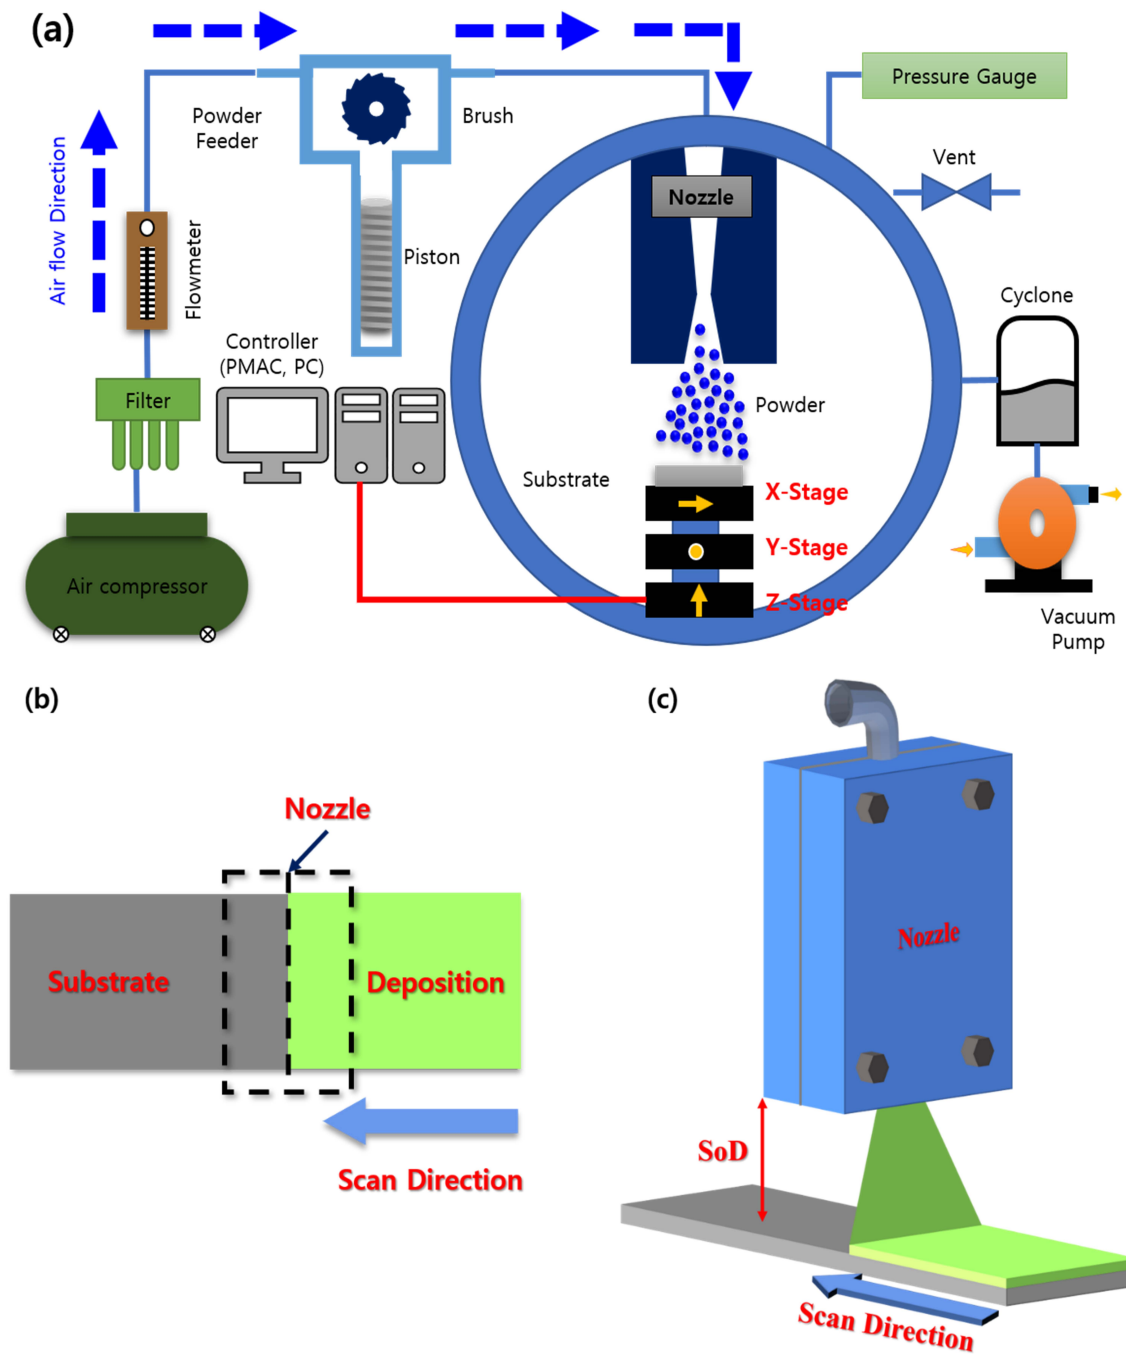 (a)
Pressure Gauge
Powder
Feeder
Brush
Vent
Air flow Direction
Flowmeter
Nozzle
Piston
Cyclone
Controller
(PMAC, PC)
Filter
Powder
Substrate
X-Stage
Y-Stage
Air compressor
Z-Stage
Vacuum
Pump
(b)
Nozzle
Substrate
Deposition
Scan Direction
(c)
Nozzle
SoD
Scan Direction